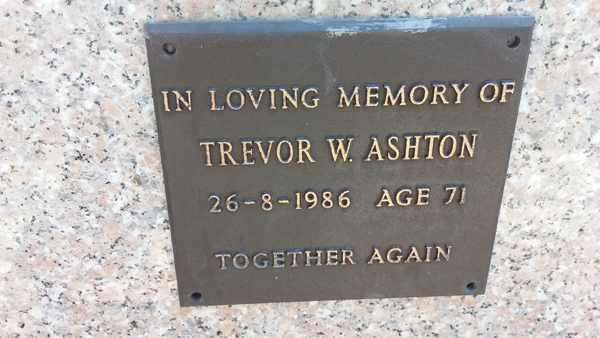 IN LOVING MEMORY OF
TREVOR W. ASHTON
26-8-1986 AGE 71
TOGETHER AGAIN